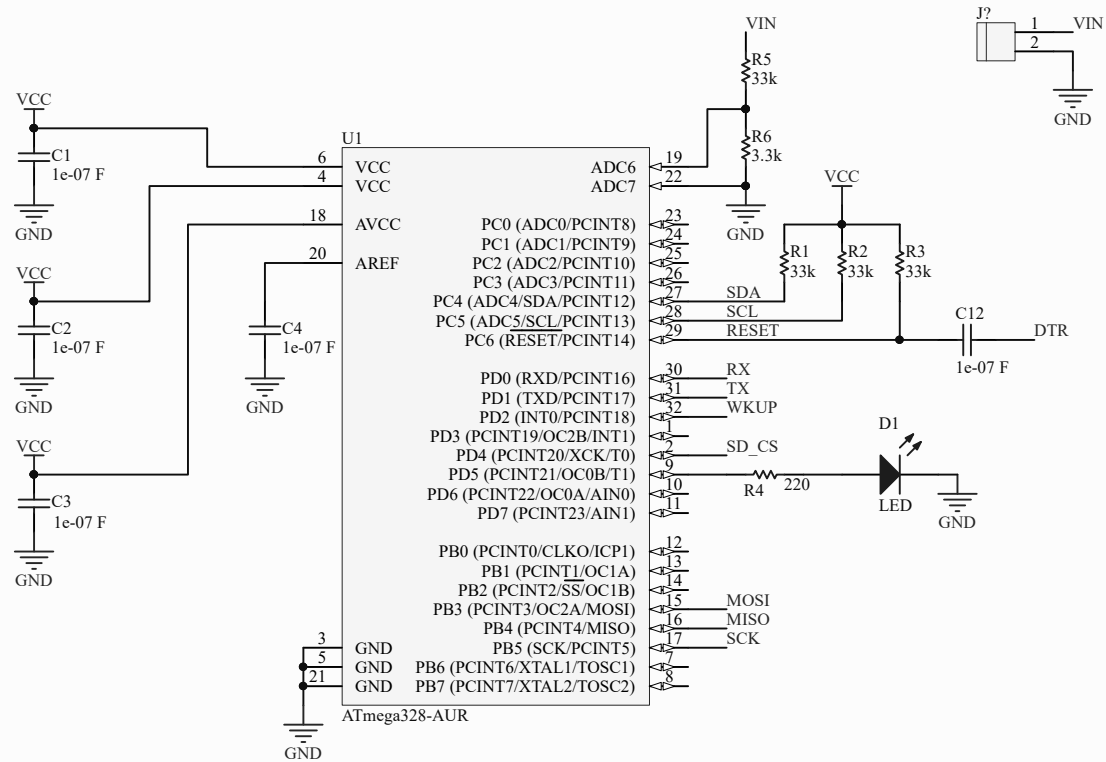 VIN
R5
33k
R6
3.3k
GND
J?
1
VIN
2
GND
VCC
C1
1e-07 F
GND
VCC
C2
1e-07 F
GND
VCC
C3
1e-07 F
GND
C4
1e-07 F
GND
U1
6
VCC
4
VCC
18
AVCC
20
AREF
3
GND
5
GND
21
GND
GND
ADC6
19
ADC7
22
PC0 (ADC0/PCINT8)
23
PC1 (ADC1/PCINT9)
24
PC2 (ADC2/PCINT10)
25
PC3 (ADC3/PCINT11)
26
PC4 (ADC4/SDA/PCINT12)
27
SDA
PC5 (ADC5/SCL/PCINT13)
28
SCL
PC6 (RESET/PCINT14)
29
RESET
PD0 (RXD/PCINT16)
30
RX
PD1 (TXD/PCINT17)
31
TX
PD2 (INT0/PCINT18)
32
WKUP
PD3 (PCINT19/OC2B/INT1)
1
PD4 (PCINT20/XCK/T0)
2
SD_CS
PD5 (PCINT21/OC0B/T1)
9
PD6 (PCINT22/OC0A/AIN0)
10
PD7 (PCINT23/AIN1)
11
PB0 (PCINT0/CLKO/ICP1)
12
PB1 (PCINT1/OC1A)
13
PB2 (PCINT2/SS/OC1B)
14
PB3 (PCINT3/OC2A/MOSI)
15
MOSI
PB4 (PCINT4/MISO)
16
MISO
PB5 (SCK/PCINT5)
17
SCK
PB6 (PCINT6/XTAL1/TOSC1)
7
PB7 (PCINT7/XTAL2/TOSC2)
8
ATmega328-AUR
VCC
R1
33k
R2
33k
R3
33k
C12
1e-07 F
DTR
R4
220
D1
LED
GND